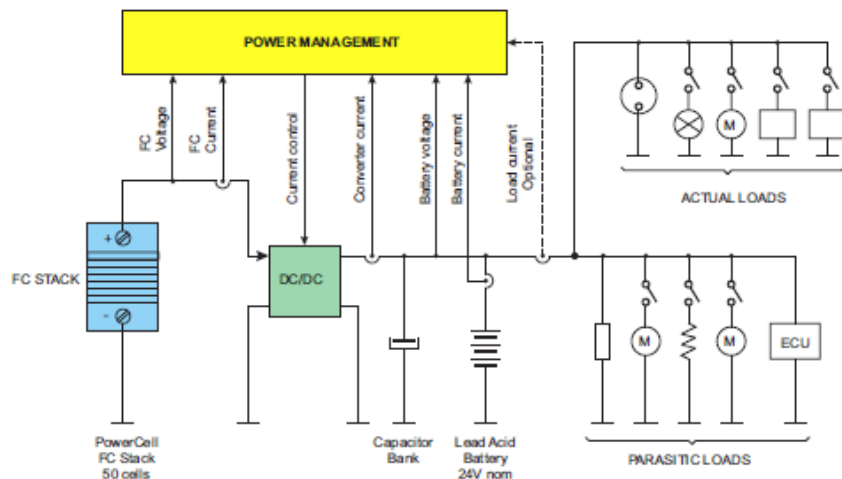 POWER MANAGEMENT
FC
Voltage
FC
Current
Current control
Converter current
Battery voltage
Battery current
Load current
Optional
M
ACTUAL LOADS
+
FC STACK
-
DC/DC
M
M
ECU
PowerCell
FC Stack
50 cells
Capacitor
Bank
Lead Acid
Battery
24V nom
PARASITIC LOADS